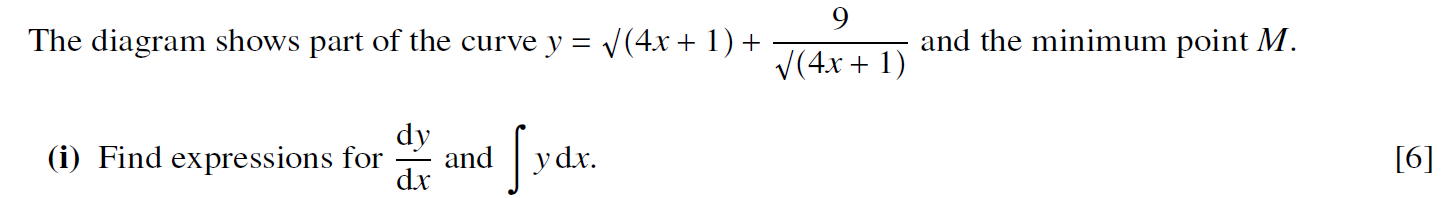 The diagram shows part of the curve y = √(4x + 1) + 9/√(4x + 1) and the minimum point M.
(i) Find expressions for dy/dx and ∫ y dx. [6]